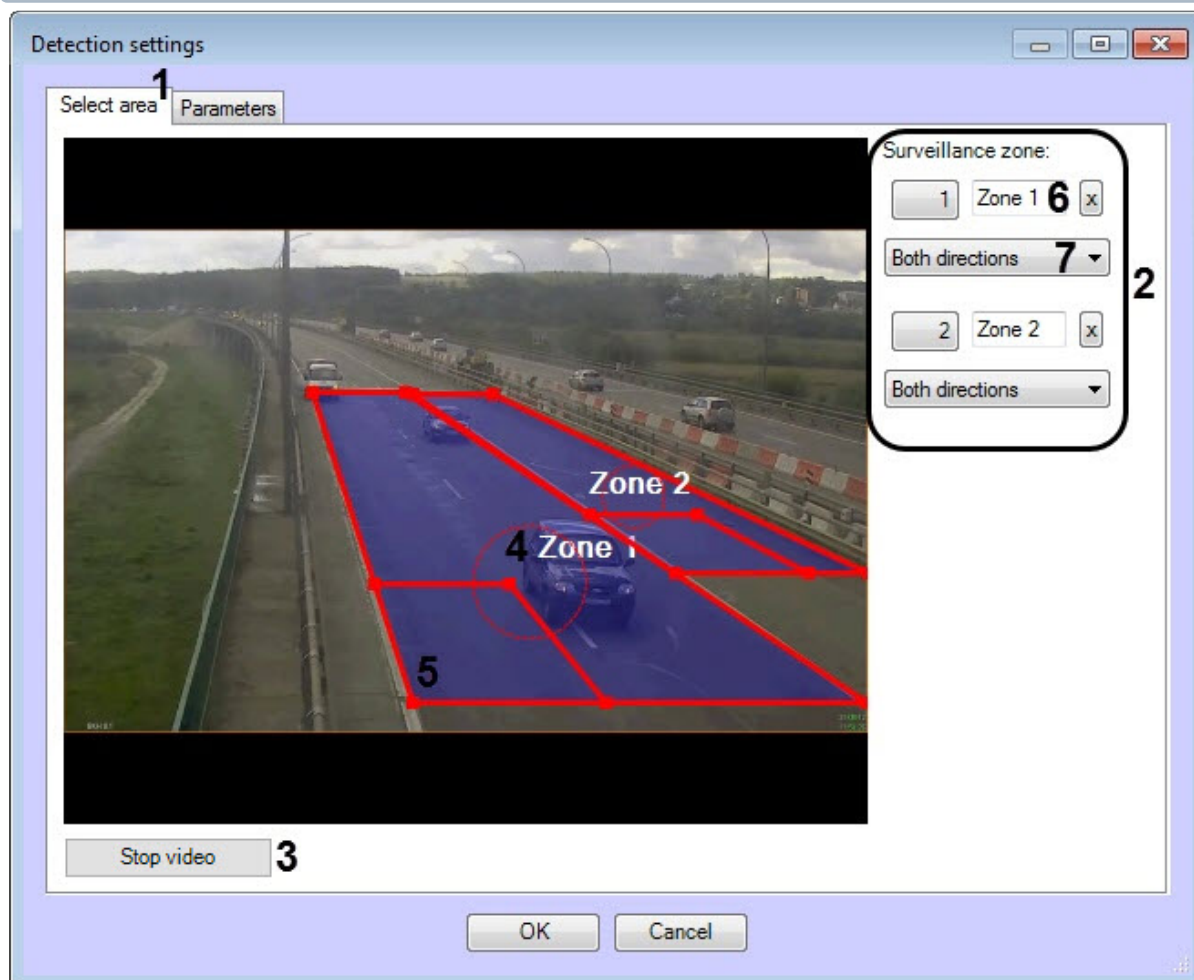 Detection settings
1
Select area
Parameters
Surveillance zone:
1 Zone 1 6 x
Both directions 7
2
2 Zone 2 x
Both directions
Zone 2
4 Zone 1
5
Stop video 3
OK Cancel